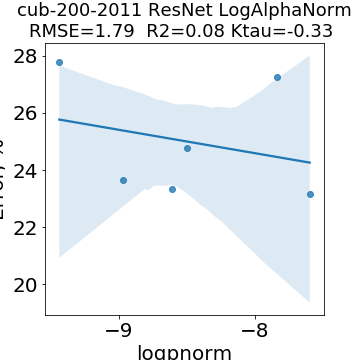 cub-200-2011 ResNet LogAlphaNorm
RMSE=1.79 R2=0.08 Ktau=-0.33
28
26
24
22
20
−9
−8
logpnorm